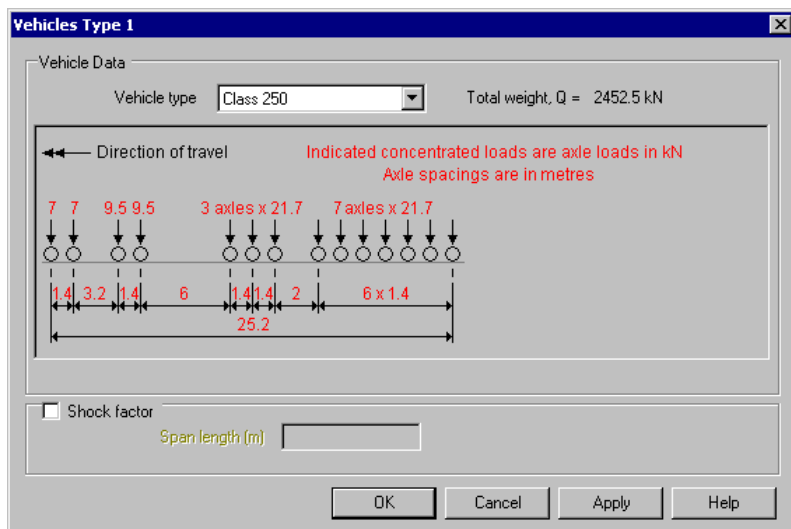 Vehicles Type 1
Vehicle Data
Vehicle type Class 250 Total weight, Q = 2452.5 kN
Direction of travel Indicated concentrated loads are axle loads in kN
Axle spacings are in metres
7 7 9.5 9.5 3 axles x 21.7 7 axles x 21.7
1.4 3.2 1.4 6 1.4 1.4 2 6 x 1.4
25.2
Shock factor
Span length (m)
OK Cancel Apply Help